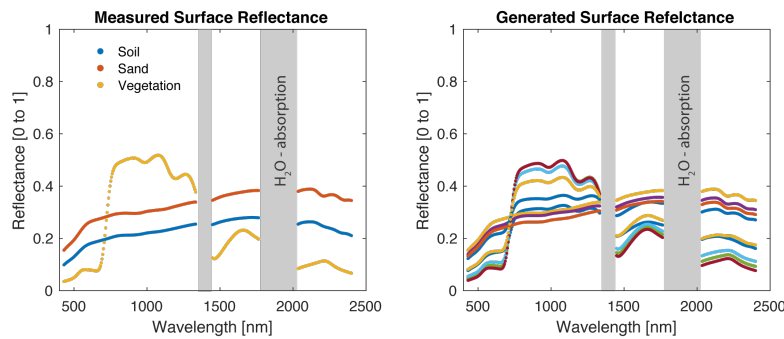 Measured Surface Reflectance
Reflectance [0 to 1]
1
0.8
0.6
0.4
0.2
0
Soil
Sand
Vegetation
H2O - absorption
500
1000
1500
2000
2500
Wavelength [nm]
Generated Surface Refelctance
Reflectance [0 to 1]
1
0.8
0.6
0.4
0.2
0
H2O - absorption
500
1000
1500
2000
2500
Wavelength [nm]